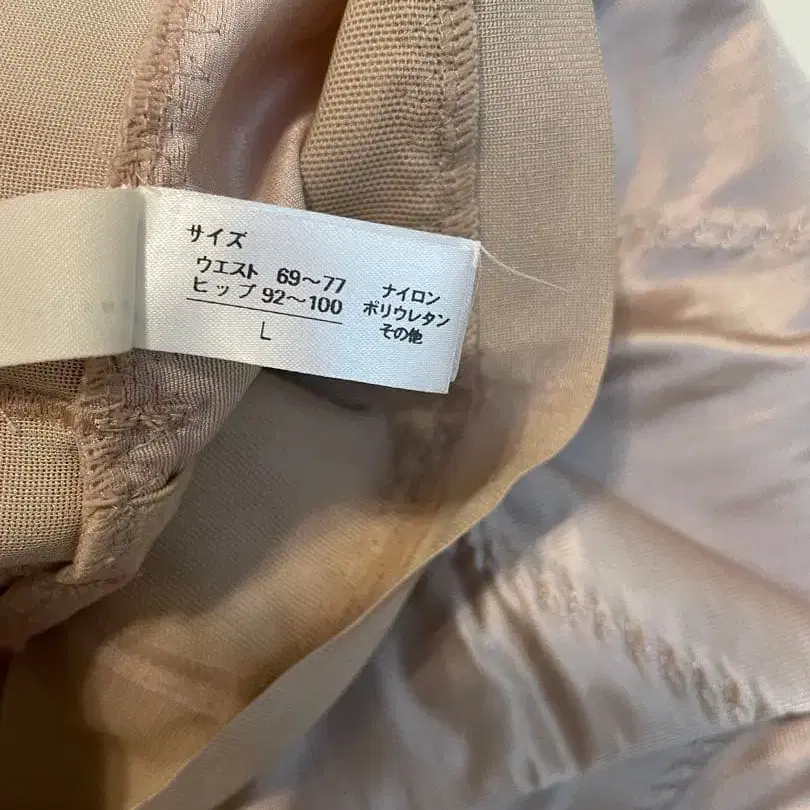 サイズ
ウエスト 69～77
ヒップ 92～100
L
ナイロン
ポリウレタン
その他